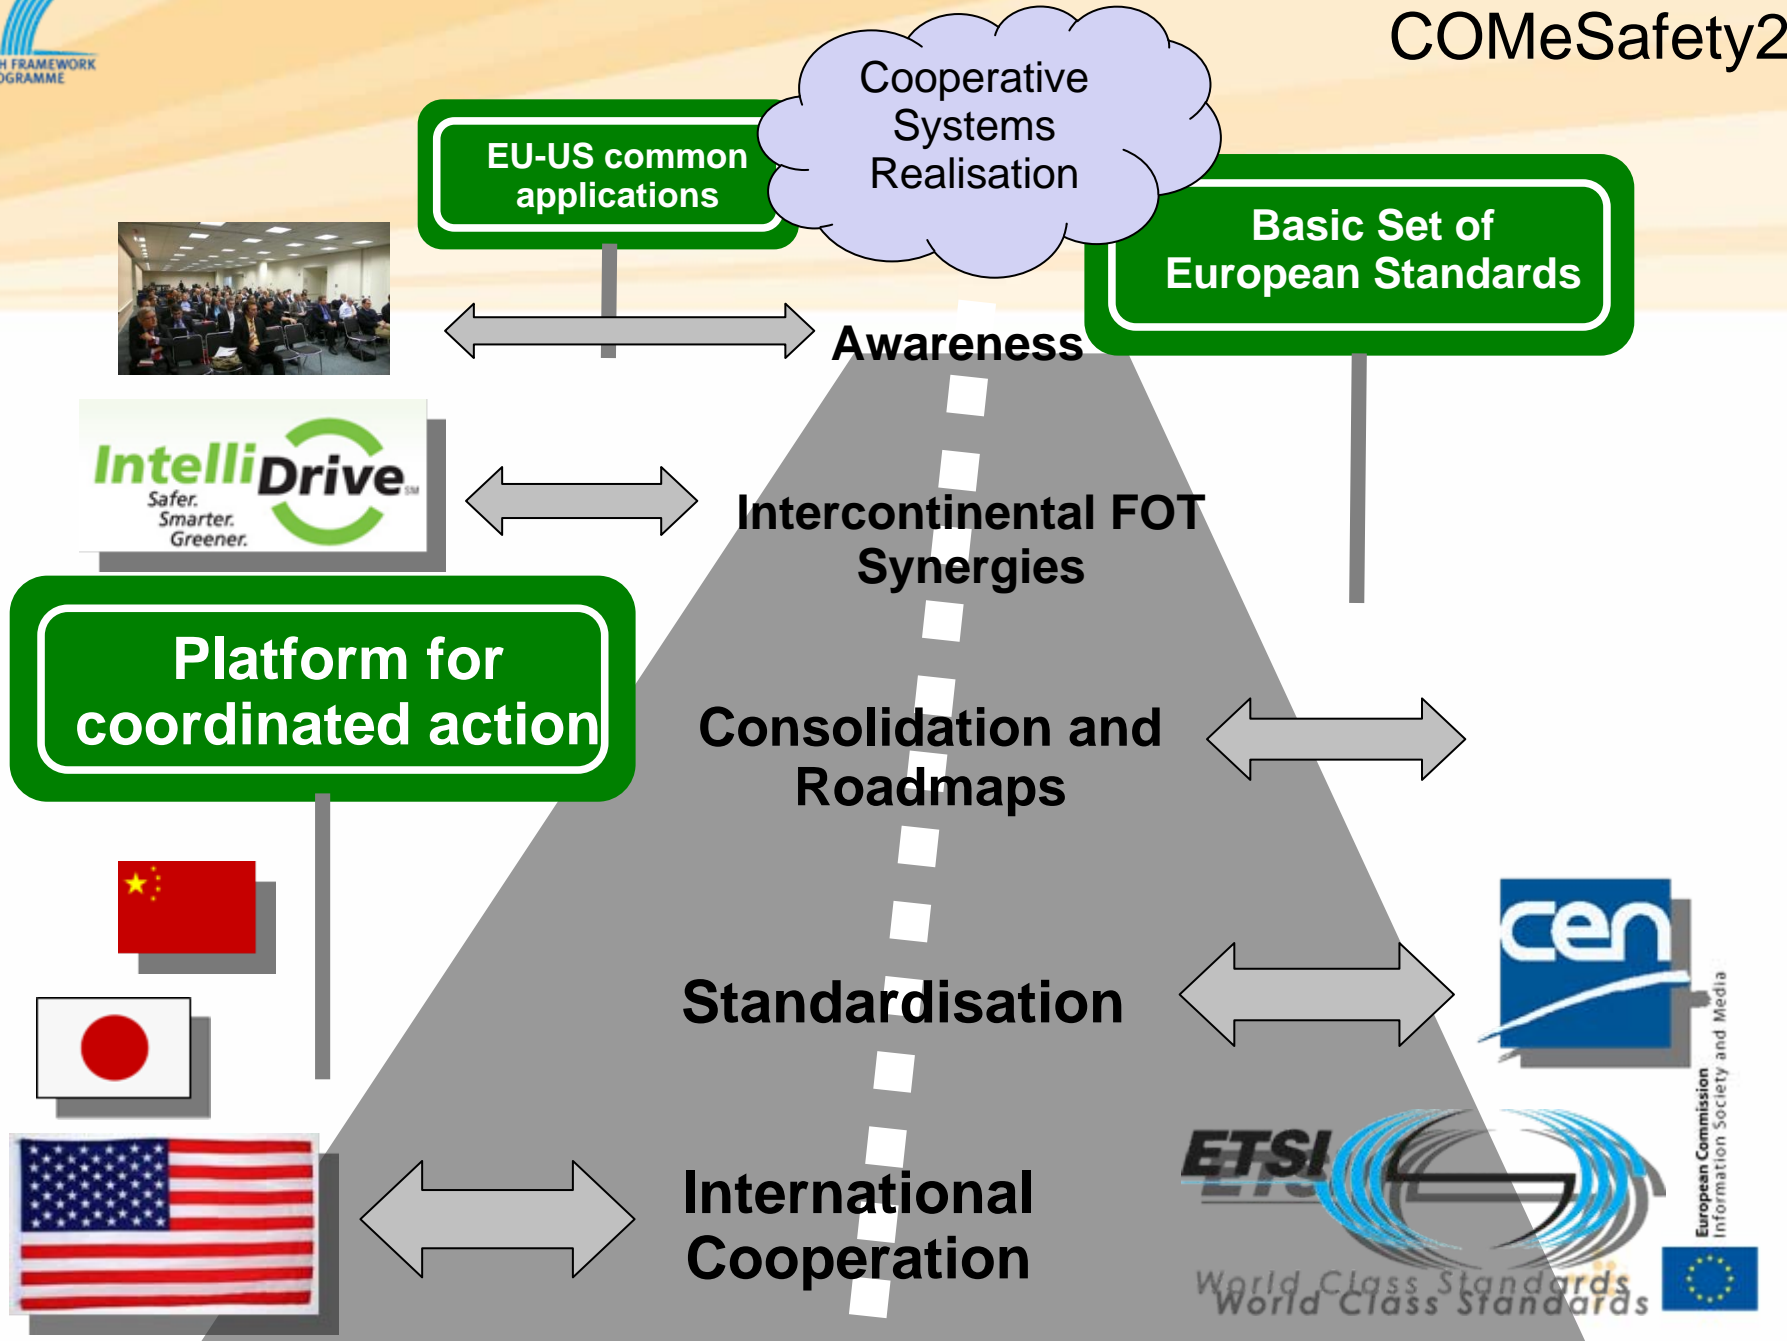 COMeSafety2
H FRAMEWORK
OGRAMME
Cooperative
Systems
Realisation
EU-US common
applications
Basic Set of
European Standards
Awareness
IntelliDrive SM
Safer.
Smarter.
Greener.
Intercontinental FOT
Synergies
Platform for
coordinated action
Consolidation and
Roadmaps
cen
Standardisation
European Commission
Information Society and Media
ETSI
International
Cooperation
World Class Standards